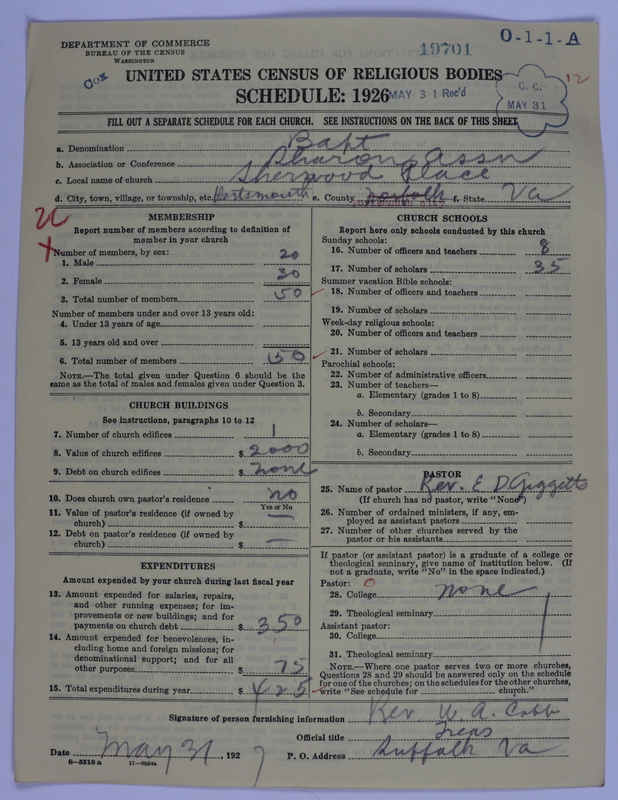 DEPARTMENT OF COMMERCE
BUREAU OF THE CENSUS
WASHINGTON
19701
O-1-1-A
Cox
UNITED STATES CENSUS OF RELIGIOUS BODIES
SCHEDULE: 1926
MAY 31 Rec'd
C. C.
MAY 31
12
FILL OUT A SEPARATE SCHEDULE FOR EACH CHURCH. SEE INSTRUCTIONS ON THE BACK OF THIS SHEET
a. Denomination Bapt
b. Association or Conference Sharon Assn
c. Local name of church Sherwood Place
d. City, town, village, or township, etc. Portsmouth e. County Norfolk f. State Va
MEMBERSHIP
Report number of members according to definition of member in your church
Number of members, by sex:
1. Male 20
2. Female 30
3. Total number of members 50
Number of members under and over 13 years old:
4. Under 13 years of age
5. 13 years old and over
6. Total number of members 50
NOTE.—The total given under Question 6 should be the same as the total of males and females given under Question 3.
CHURCH BUILDINGS
See instructions, paragraphs 10 to 12
7. Number of church edifices 1
8. Value of church edifices $ 2000
9. Debt on church edifices $ none
10. Does church own pastor's residence no
Yes or No
11. Value of pastor's residence (if owned by church) $ —
12. Debt on pastor's residence (if owned by church) $ —
EXPENDITURES
Amount expended by your church during last fiscal year
13. Amount expended for salaries, repairs, and other running expenses; for improvements or new buildings; and for payments on church debt $ 350
14. Amount expended for benevolences, including home and foreign missions; for denominational support; and for all other purposes $ 75
15. Total expenditures during year $ 425
CHURCH SCHOOLS
Report here only schools conducted by this church
Sunday schools:
16. Number of officers and teachers 8
17. Number of scholars 35
Summer vacation Bible schools:
18. Number of officers and teachers
19. Number of scholars
Week-day religious schools:
20. Number of officers and teachers
21. Number of scholars
Parochial schools:
22. Number of administrative officers
23. Number of teachers—
a. Elementary (grades 1 to 8)
b. Secondary
24. Number of scholars—
a. Elementary (grades 1 to 8)
b. Secondary
PASTOR
25. Name of pastor Rev. E D Giggetts
(If church has no pastor, write "None")
26. Number of ordained ministers, if any, employed as assistant pastors
27. Number of other churches served by the pastor or his assistants
If pastor (or assistant pastor) is a graduate of a college or theological seminary, give name of institution below. (If not a graduate, write "No" in the space indicated.)
Pastor:
28. College none
29. Theological seminary
Assistant pastor:
30. College
31. Theological seminary
NOTE.—Where one pastor serves two or more churches, Questions 28 and 29 should be answered only on the schedule for one of the churches; on the schedules for the other churches, write "See schedule for church."
Signature of person furnishing information Rev W. A. Cobb
Official title Treas
Date May 31, 1927 P. O. Address Suffolk Va
8-5518 a 11-9054a